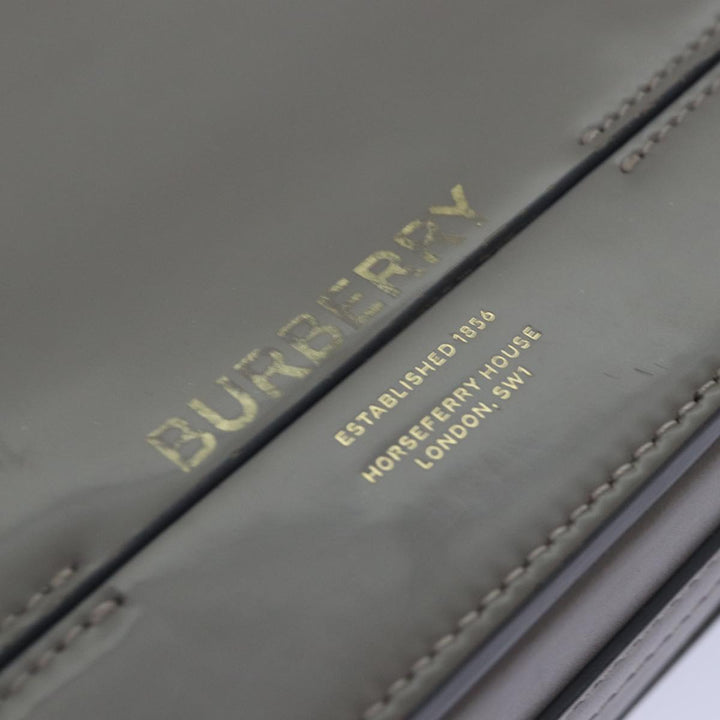 BURBERRY
ESTABLISHED 1856
HORSEFERRY HOUSE
LONDON, SW1